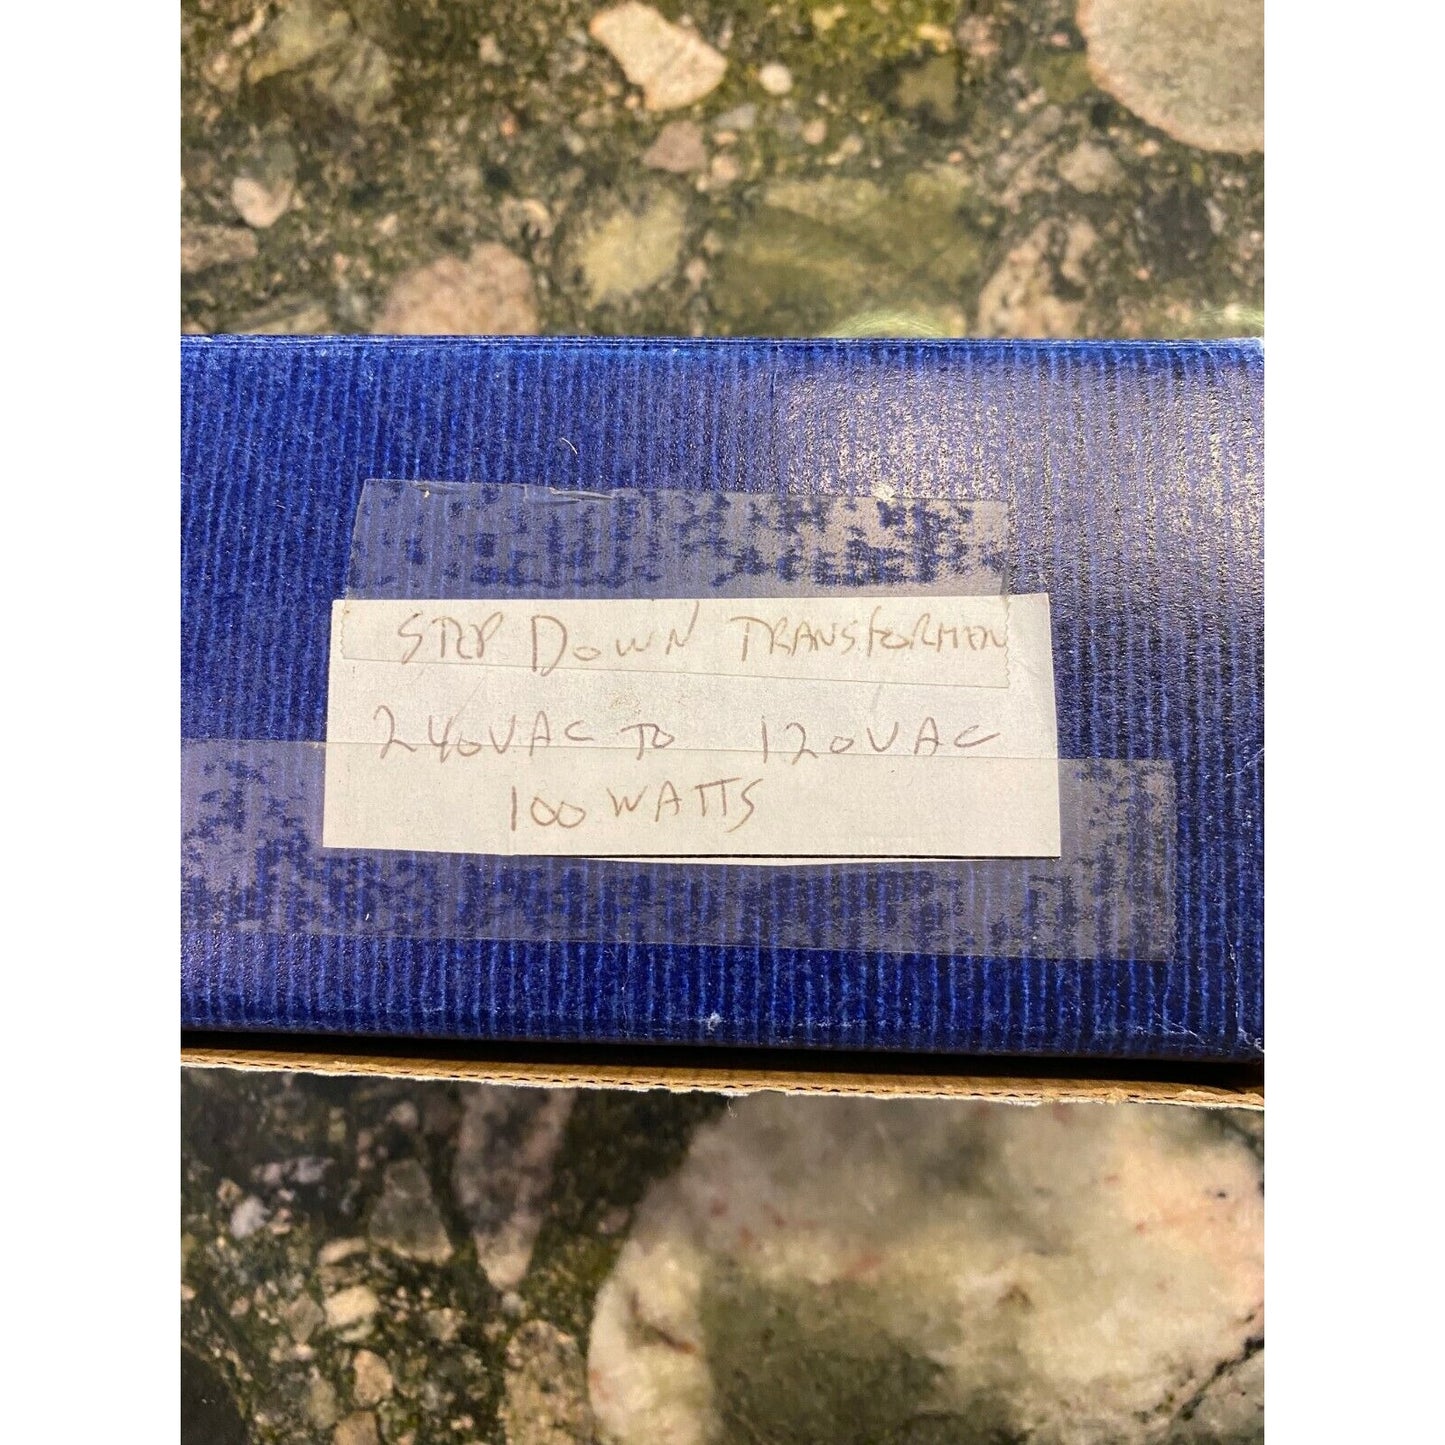 STEP DOWN TRANSFORMER
240VAC TO 120VAC
100 WATTS